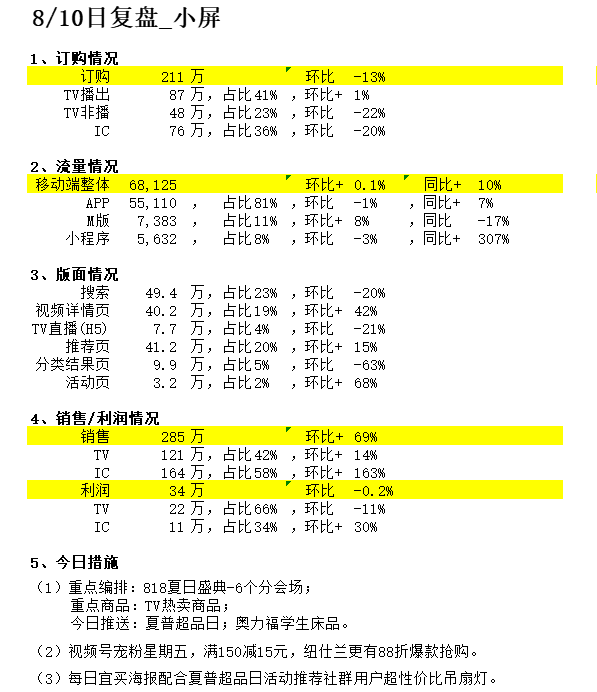 8/10日复盘_小屏
1、订购情况
订购 211 万 环比 -13%
TV播出 87 万，占比41% ，环比+ 1%
TV非播 48 万，占比23% ，环比 -22%
IC 76 万，占比36% ，环比 -20%
2、流量情况
移动端整体 68,125 环比+ 0.1% 同比+ 10%
APP 55,110 ， 占比81% ，环比 -1% ，同比+ 7%
M版 7,383 ， 占比11% ，环比+ 8% ，同比 -17%
小程序 5,632 ， 占比8% ，环比 -3% ，同比+ 307%
3、版面情况
搜索 49.4 万，占比23% ，环比 -20%
视频详情页 40.2 万，占比19% ，环比+ 42%
TV直播(H5) 7.7 万，占比4% ，环比 -21%
推荐页 41.2 万，占比20% ，环比+ 15%
分类结果页 9.9 万，占比5% ，环比 -63%
活动页 3.2 万，占比2% ，环比+ 68%
4、销售/利润情况
销售 285 万 环比+ 69%
TV 121 万，占比42% ，环比+ 14%
IC 164 万，占比58% ，环比+ 163%
利润 34 万 环比 -0.2%
TV 22 万，占比66% ，环比 -11%
IC 11 万，占比34% ，环比+ 30%
5、今日措施
（1）重点编排：818夏日盛典-6个分会场；
重点商品：TV热卖商品；
今日推送：夏普超品日；奥力福学生床品。
（2）视频号宠粉星期五，满150减15元，纽仕兰更有88折爆款抢购。
（3）每日宜买海报配合夏普超品日活动推荐社群用户超性价比吊扇灯。